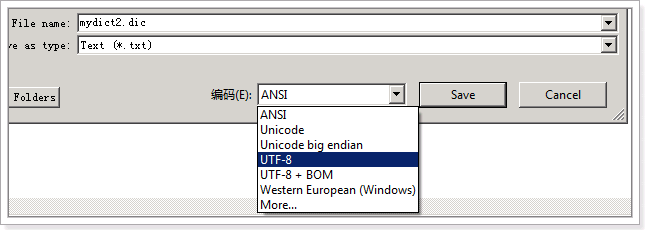 File name: mydict2.dic
ve as type: Text (*.txt)
Folders 编码(E): ANSI Save Cancel
ANSI
Unicode
Unicode big endian
UTF-8
UTF-8 + BOM
Western European (Windows)
More...